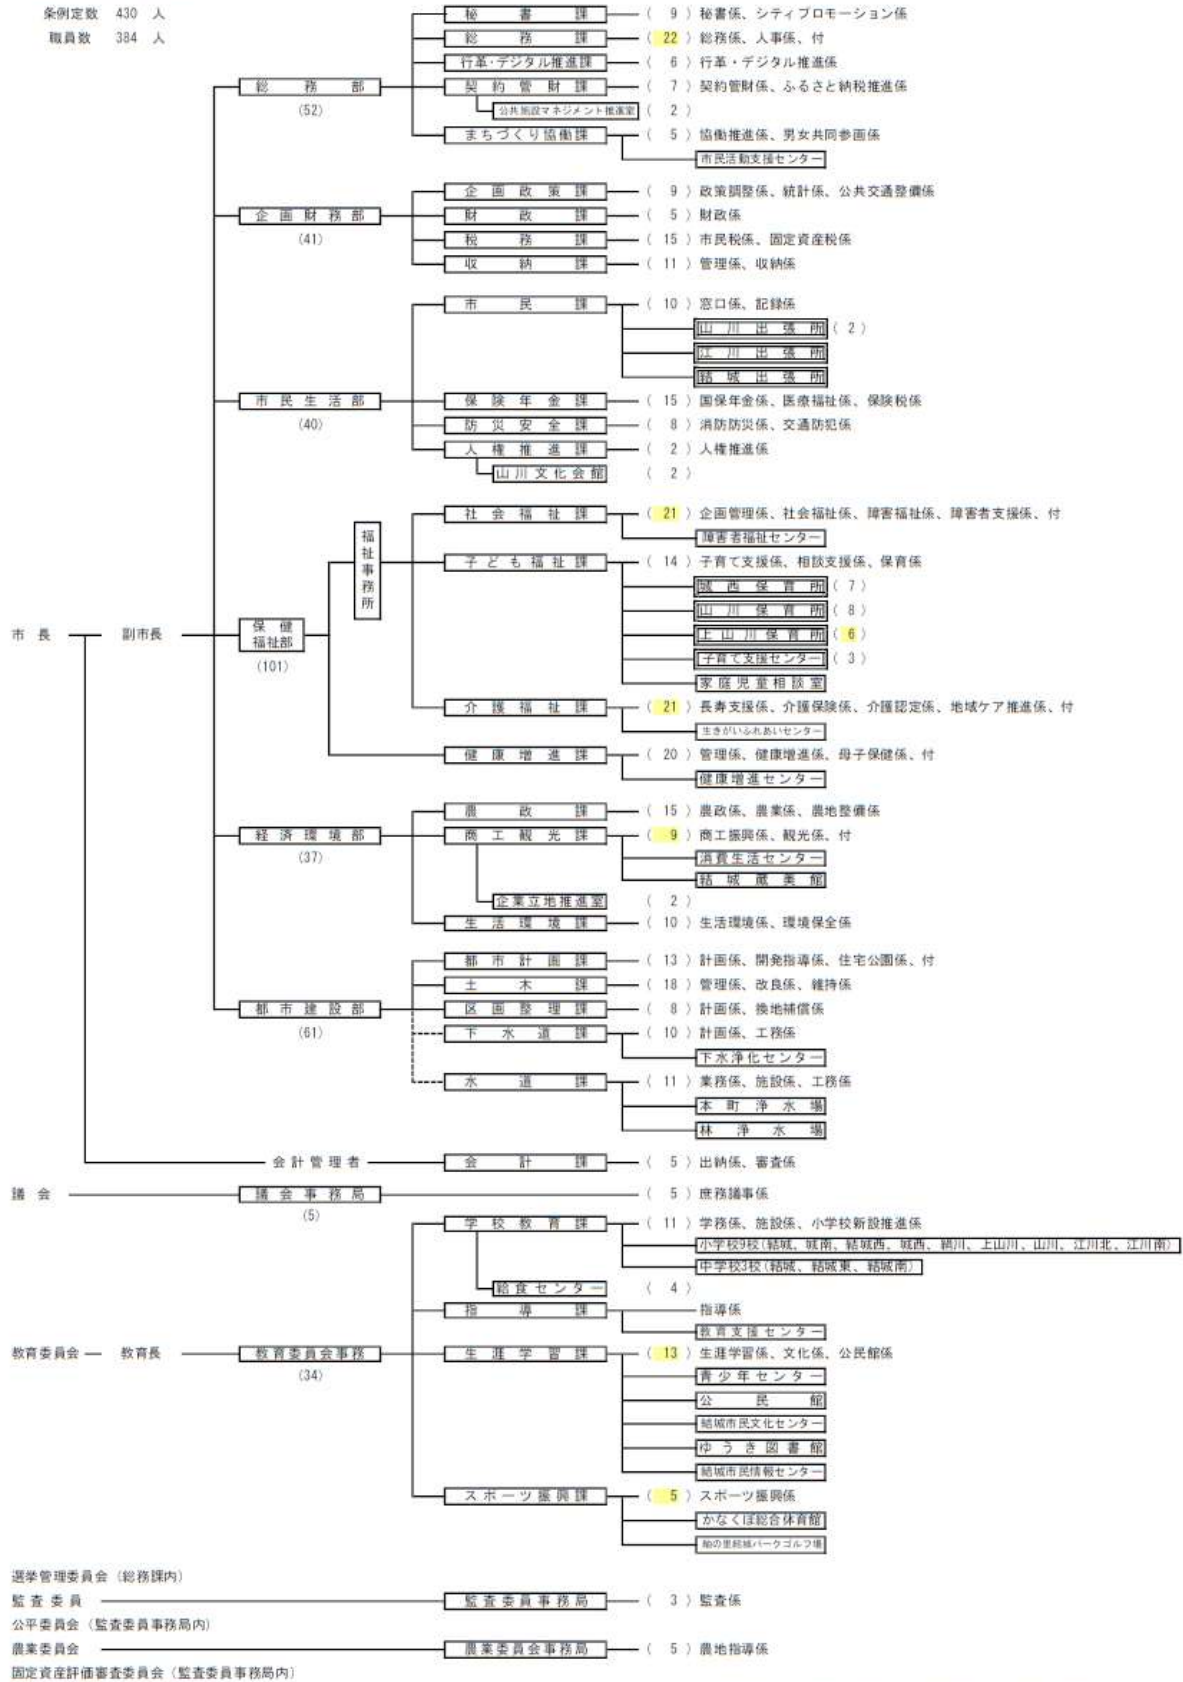 条例定数 430 人
職員数 384 人
秘書課 ( 9 ) 秘書係、シティプロモーション係
総務課 ( 22 ) 総務係、人事係、付
行革・デジタル推進課 ( 6 ) 行革・デジタル推進係
総務部 契約管財課 ( 7 ) 契約管財係、ふるさと納税推進係
(52) 公共施設マネジメント推進室 ( 2 )
まちづくり協働課 ( 5 ) 協働推進係、男女共同参画係
市民活動支援センター
企画政策課 ( 9 ) 政策調整係、統計係、公共交通整備係
企画財務部 財政課 ( 5 ) 財政係
(41) 税務課 ( 15 ) 市民税係、固定資産税係
収納課 ( 11 ) 管理係、収納係
市民課 ( 10 ) 窓口係、記録係
山川出張所 ( 2 )
江川出張所
結城出張所
市民生活部 保険年金課 ( 15 ) 国保年金係、医療福祉係、保険税係
(40) 防災安全課 ( 8 ) 消防防災係、交通防犯係
人権推進課 ( 2 ) 人権推進係
山川文化会館 ( 2 )
福祉事務所
社会福祉課 ( 21 ) 企画管理係、社会福祉係、障害福祉係、障害者支援係、付
障害者福祉センター
子ども福祉課 ( 14 ) 子育て支援係、相談支援係、保育係
城西保育所 ( 7 )
山川保育所 ( 8 )
市長 副市長 保健福祉部 上山川保育所 ( 6 )
(101) 子育て支援センター ( 3 )
家庭児童相談室
介護福祉課 ( 21 ) 長寿支援係、介護保険係、介護認定係、地域ケア推進係、付
生きがいふれあいセンター
健康増進課 ( 20 ) 管理係、健康増進係、母子保健係、付
健康増進センター
農政課 ( 15 ) 農政係、農業係、農地整備係
経済環境部 商工観光課 ( 9 ) 商工振興係、観光係、付
(37) 消費生活センター
結城蔵美館
企業立地推進室 ( 2 )
生活環境課 ( 10 ) 生活環境係、環境保全係
都市計画課 ( 13 ) 計画係、開発指導係、住宅公園係、付
土木課 ( 18 ) 管理係、改良係、維持係
都市建設部 区画整理課 ( 8 ) 計画係、換地補償係
(61) 下水道課 ( 10 ) 計画係、工務係
下水浄化センター
水道課 ( 11 ) 業務係、施設係、工務係
本町浄水場
林浄水場
会計管理者 会計課 ( 5 ) 出納係、審査係
議会 議会事務局 ( 5 ) 庶務議事係
(5)
学校教育課 ( 11 ) 学務係、施設係、小学校新設推進係
小学校9校(結城、城南、結城西、城西、絹川、上山川、山川、江川北、江川南)
中学校3校(結城、結城東、結城南)
給食センター ( 4 )
指導課 指導係
教育支援センター
教育委員会 教育長 教育委員会事務 生涯学習課 ( 13 ) 生涯学習係、文化係、公民館係
(34) 青少年センター
公民館
結城市民文化センター
ゆうき図書館
結城市民情報センター
スポーツ振興課 ( 5 ) スポーツ振興係
かなくぼ総合体育館
紬の里結城パークゴルフ場
選挙管理委員会（総務課内）
監査委員 監査委員事務局 ( 3 ) 監査係
公平委員会（監査委員事務局内）
農業委員会 農業委員会事務局 ( 5 ) 農地指導係
固定資産評価審査委員会（監査委員事務局内）